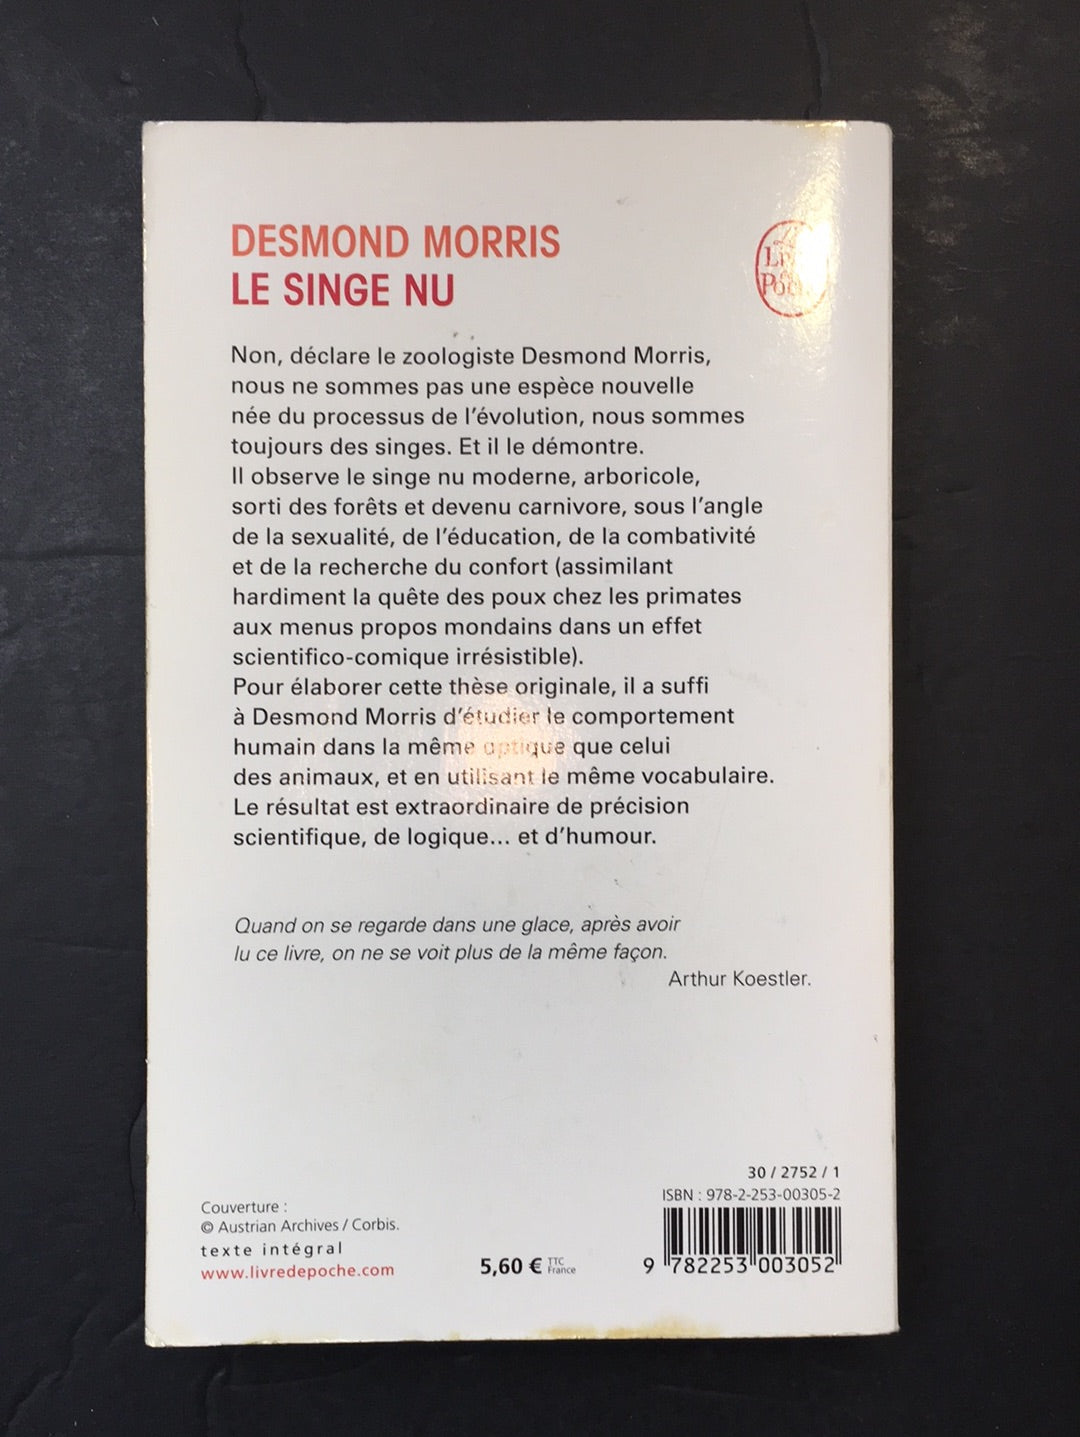 DESMOND MORRIS
LE SINGE NU
Non, déclare le zoologiste Desmond Morris,
nous ne sommes pas une espèce nouvelle
née du processus de l'évolution, nous sommes
toujours des singes. Et il le démontre.
Il observe le singe nu moderne, arboricole,
sorti des forêts et devenu carnivore, sous l'angle
de la sexualité, de l'éducation, de la combativité
et de la recherche du confort (assimilant
hardiment la quête des poux chez les primates
aux menus propos mondains dans un effet
scientifico-comique irrésistible).
Pour élaborer cette thèse originale, il a suffi
à Desmond Morris d'étudier le comportement
humain dans la même optique que celui
des animaux, et en utilisant le même vocabulaire.
Le résultat est extraordinaire de précision
scientifique, de logique... et d'humour.
Quand on se regarde dans une glace, après avoir
lu ce livre, on ne se voit plus de la même façon.
Arthur Koestler.
Couverture :
© Austrian Archives / Corbis.
texte intégral
www.livredepoche.com
5,60 € TTC
France
30 / 2752 / 1
ISBN : 978-2-253-00305-2
9 782253 003052